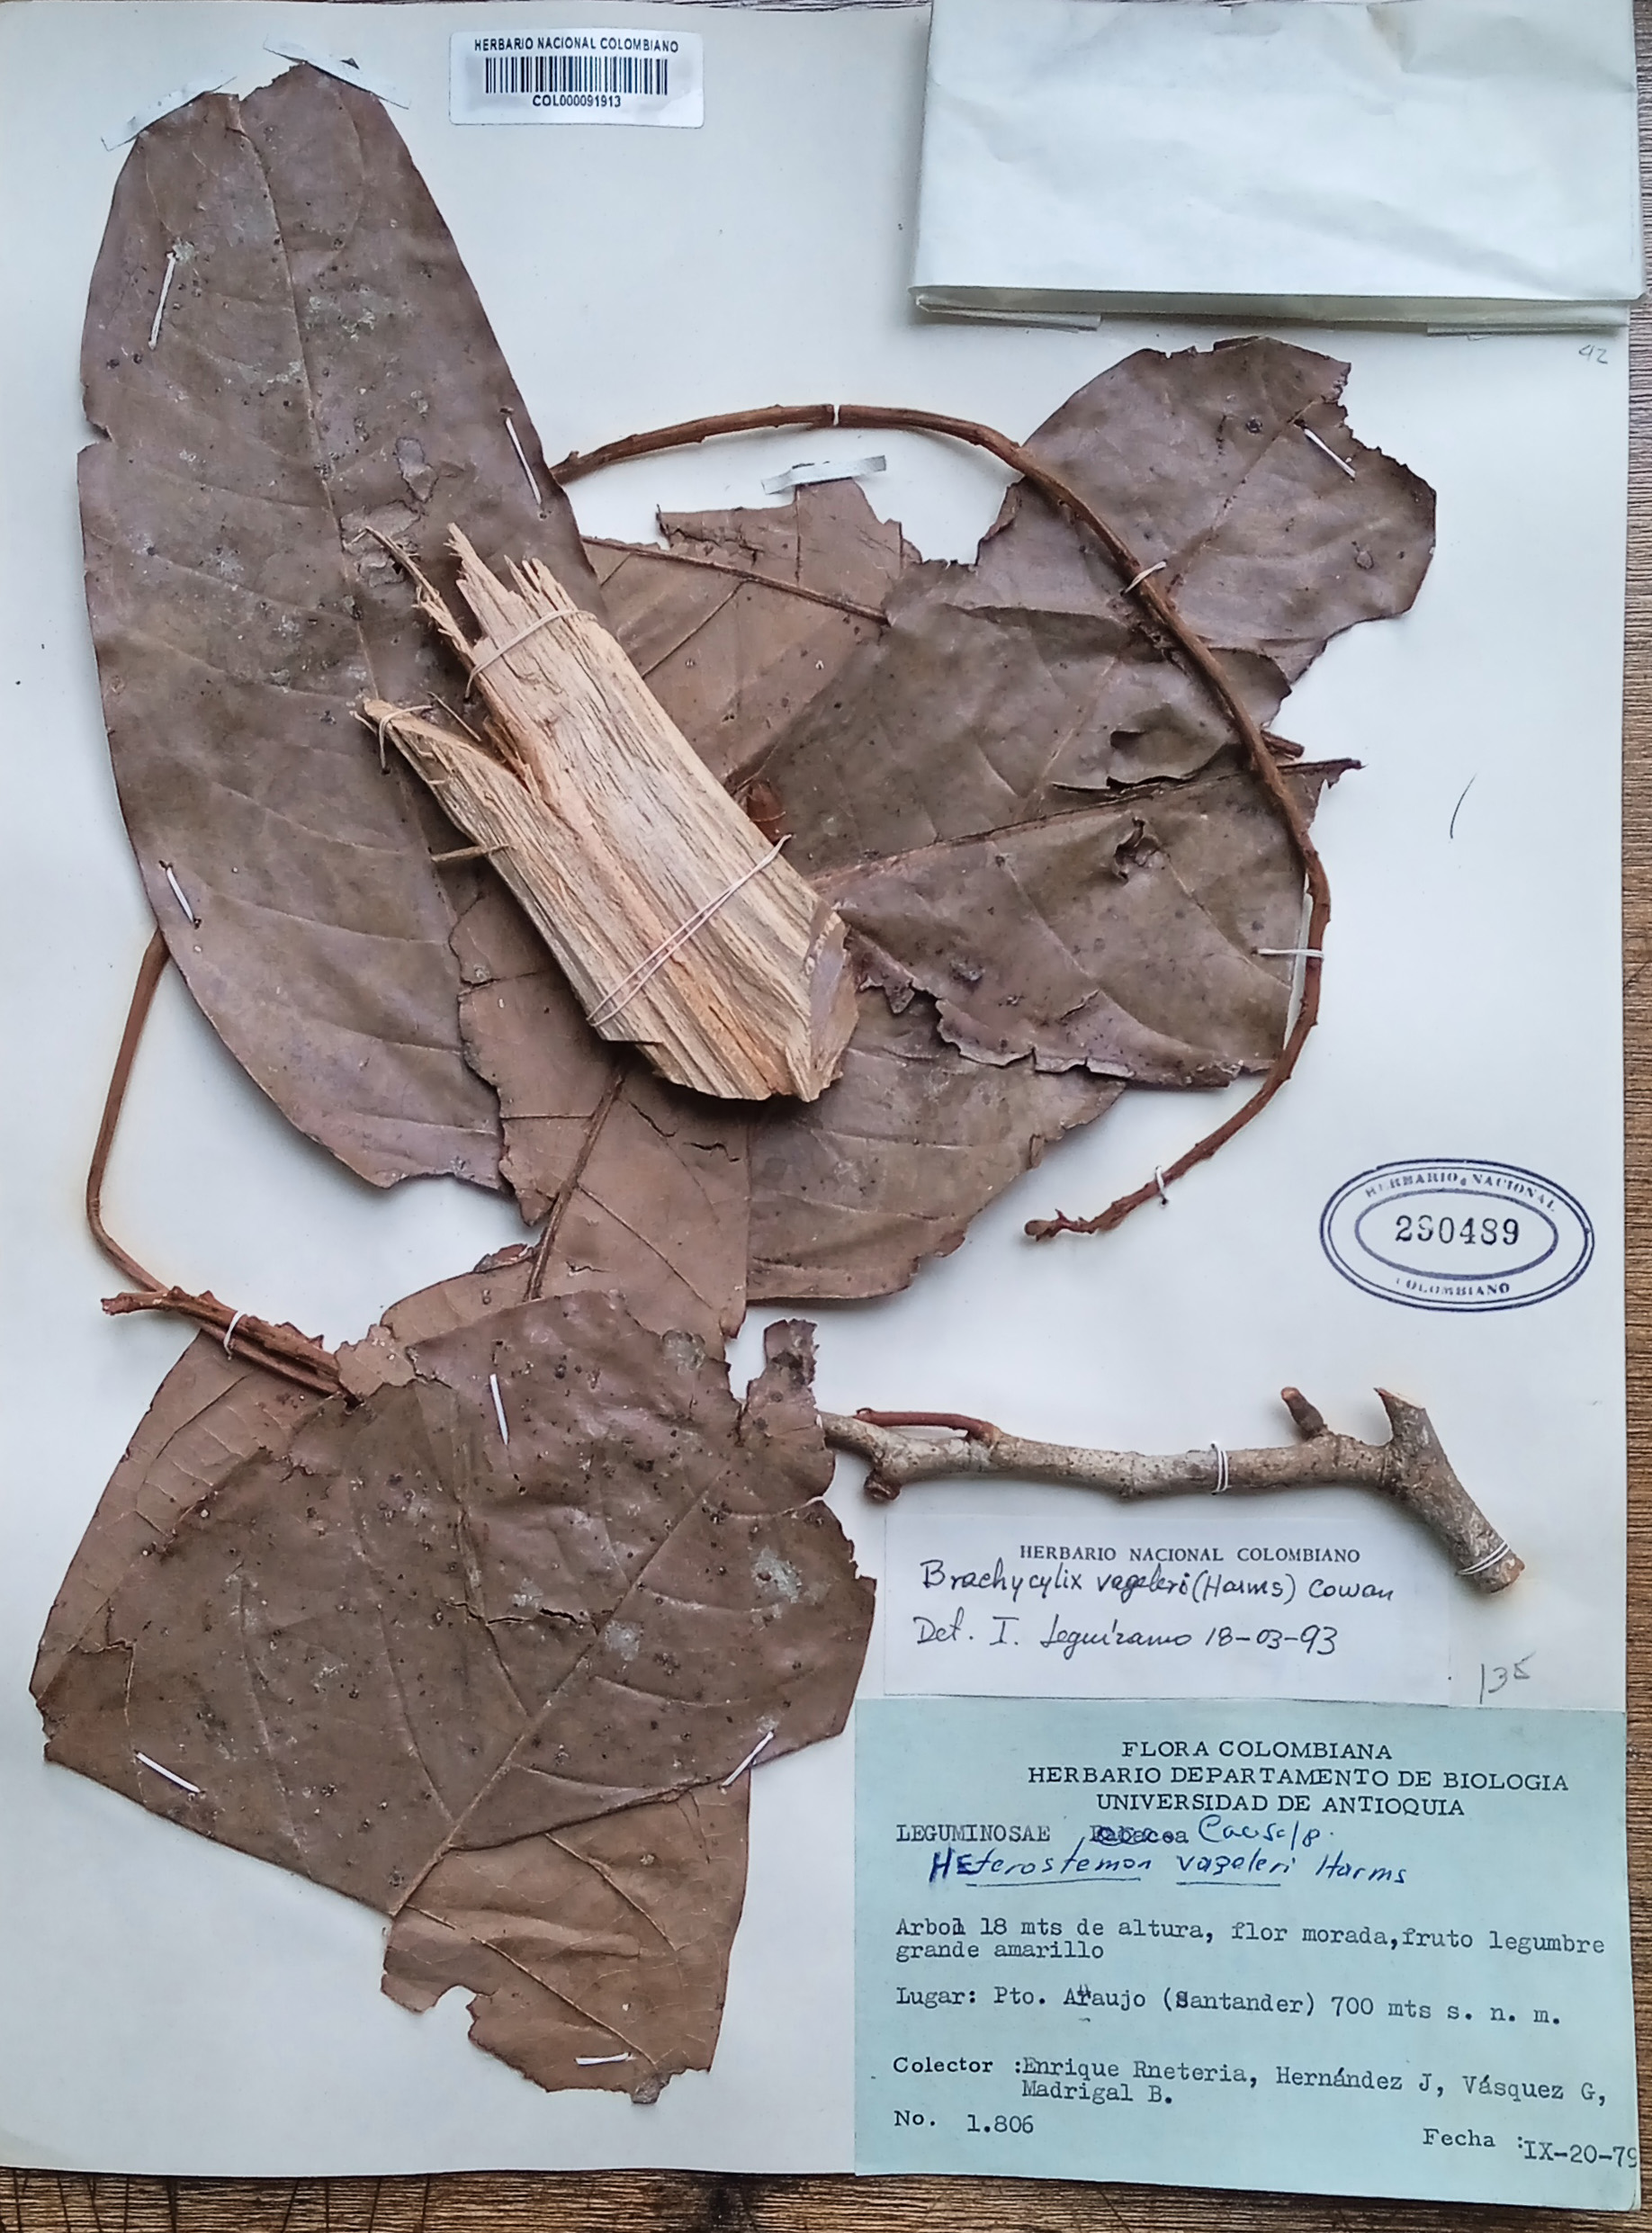 HERBARIO NACIONAL COLOMBIANO
COL000091913
42
HERBARIO NACIONAL
290489
COLOMBIANO
HERBARIO NACIONAL COLOMBIANO
Brachycylix vageleri (Harms) Cowan
Det. I. Leguizamo 18-03-93
135
FLORA COLOMBIANA
HERBARIO DEPARTAMENTO DE BIOLOGIA
UNIVERSIDAD DE ANTIOQUIA
LEGUMINOSAE Caesalp.
HEterostemon vageleri Harms
Arbol 18 mts de altura, flor morada,fruto legumbre
grande amarillo
Lugar: Pto. Araujo (Santander) 700 mts s. n. m.
Colector :Enrique Rneteria, Hernández J, Vásquez G,
Madrigal B.
No. 1.806
Fecha :IX-20-79